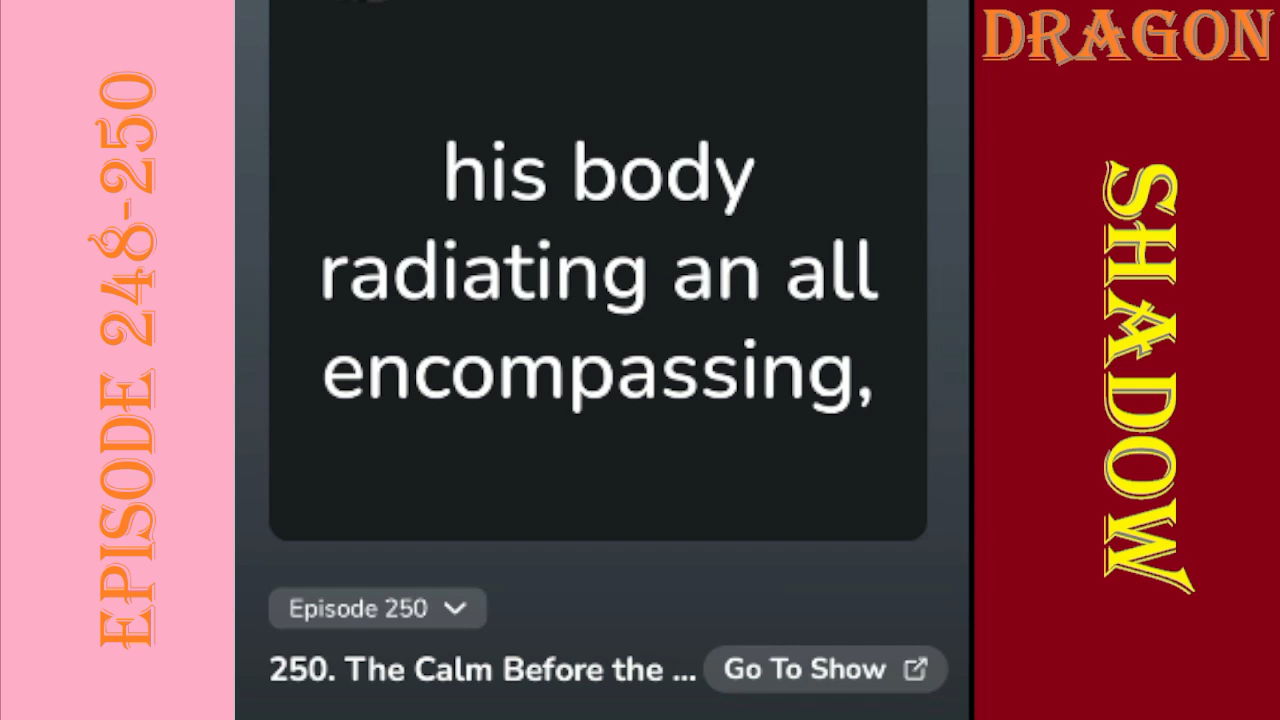 EPISODE 248-250
his body
radiating an all
encompassing,
Episode 250
250. The Calm Before the ...
Go To Show
DRAGON
SHADOW